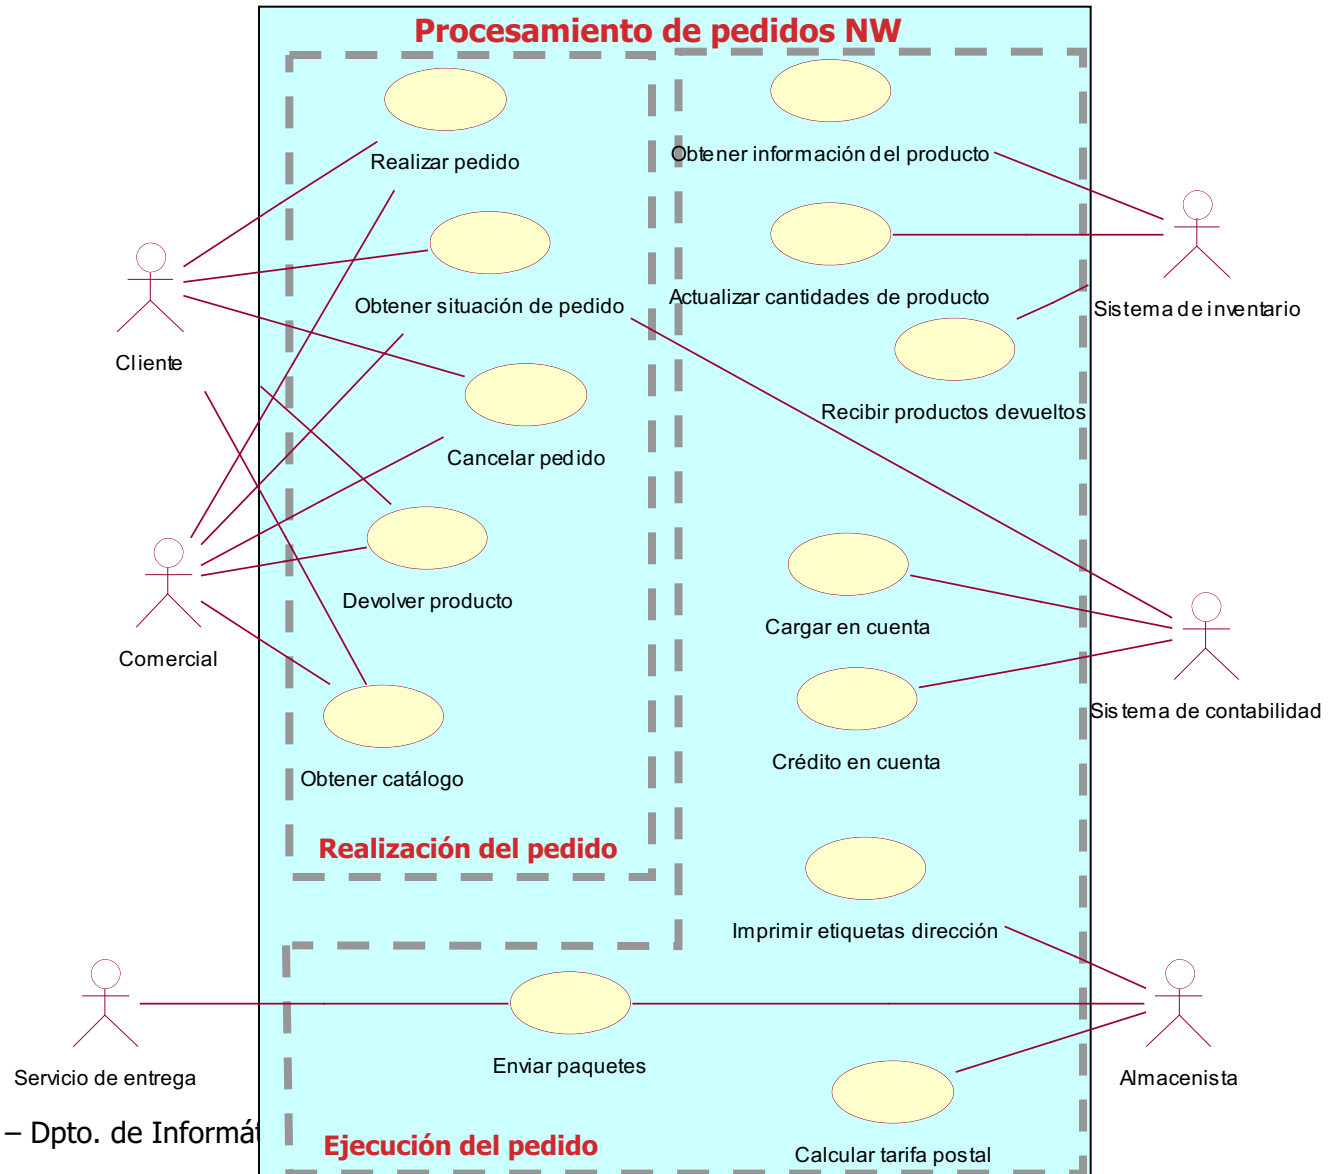 Procesamiento de pedidos NW
Realizar pedido
Obtener información del producto
Obtener situación de pedido
Actualizar cantidades de producto
Sistema de inventario
Cliente
Recibir productos devueltos
Cancelar pedido
Devolver producto
Cargar en cuenta
Comercial
Sistema de contabilidad
Obtener catálogo
Crédito en cuenta
Realización del pedido
Imprimir etiquetas dirección
Enviar paquetes
Servicio de entrega
Almacenista
– Dpto. de Informát
Ejecución del pedido
Calcular tarifa postal